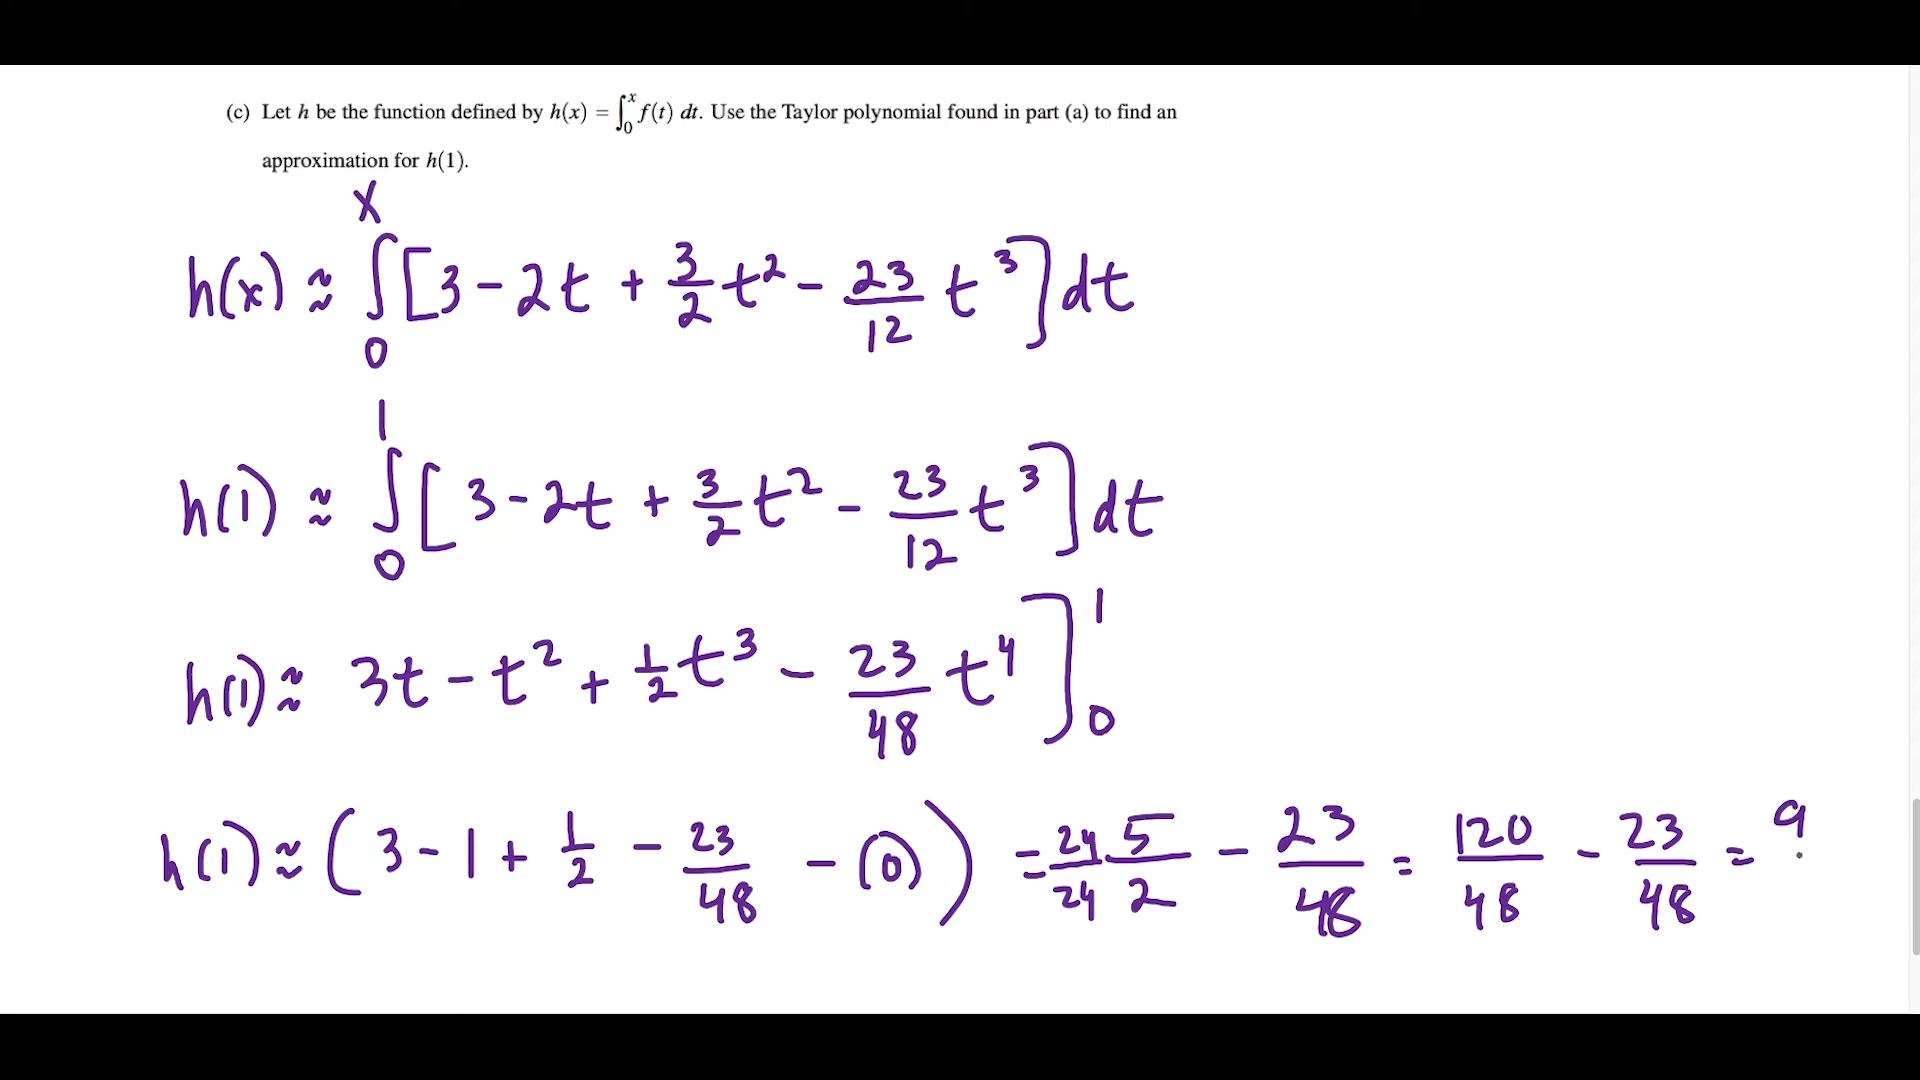 (c) Let h be the function defined by h(x) = ∫₀ˣ f(t) dt. Use the Taylor polynomial found in part (a) to find an
approximation for h(1).
h(x) ≈ ∫₀ˣ [3 - 2t + 3/2 t² - 23/12 t³] dt
h(1) ≈ ∫₀¹ [3 - 2t + 3/2 t² - 23/12 t³] dt
h(1) ≈ 3t - t² + 1/2 t³ - 23/48 t⁴ ]₀¹
h(1) ≈ (3 - 1 + 1/2 - 23/48 - (0)) = 24/24 5/2 - 23/48 = 120/48 - 23/48 = 9